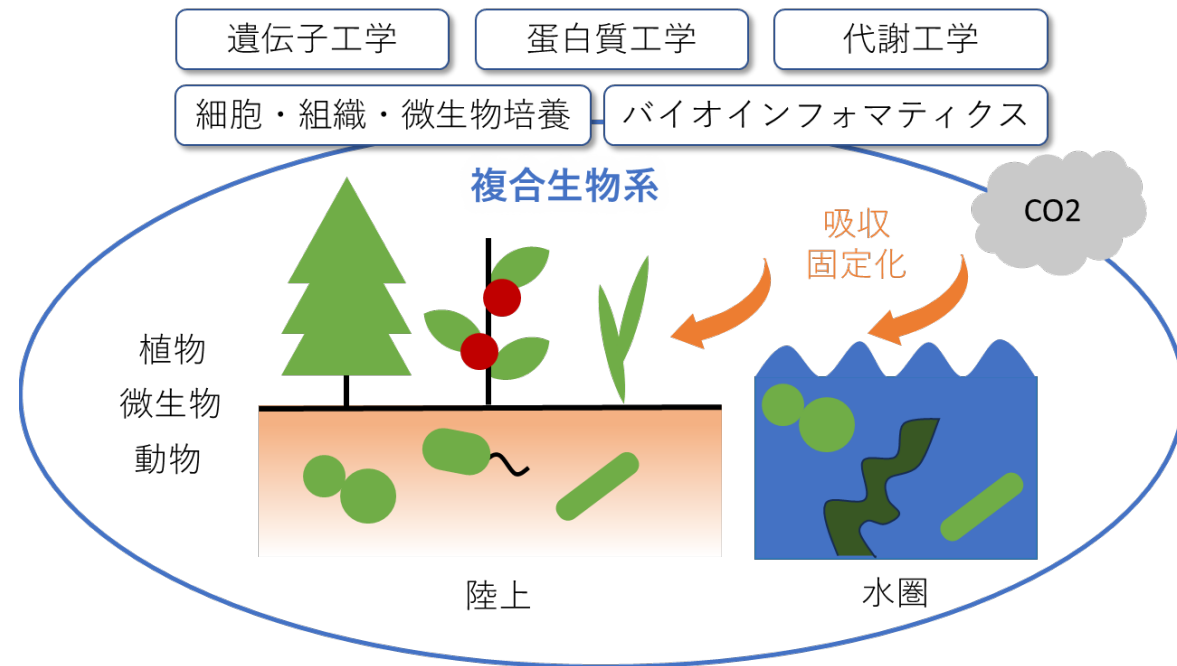 遺伝子工学
蛋白質工学
代謝工学
細胞・組織・微生物培養
バイオインフォマティクス
複合生物系
CO2
吸収
固定化
植物
微生物
動物
陸上
水圏